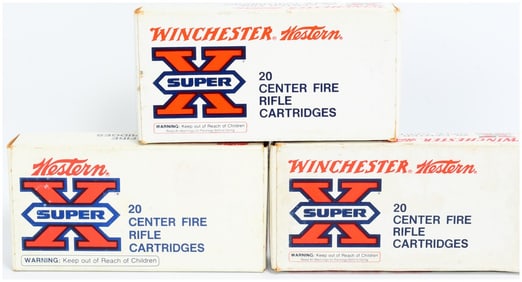 WINCHESTER Western
SUPER X
20
CENTER FIRE
RIFLE
CARTRIDGES
WARNING: Keep out of Reach of Children
Western
SUPER X
20
CENTER FIRE
RIFLE
CARTRIDGES
WARNING: Keep out of Reach of Children
WINCHESTER Western
SUPER X
20
CENTER FIRE
RIFLE
CARTRIDGES
WARNING: Keep out of Reach of Children